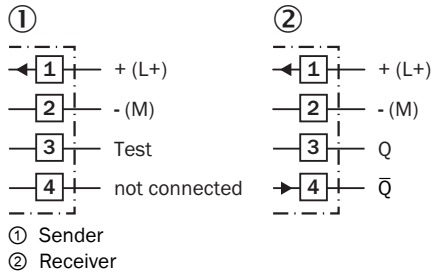 ① ②
1 + (L+) 1 + (L+)
2 - (M) 2 - (M)
3 Test 3 Q
4 not connected 4 Q̅
① Sender
② Receiver